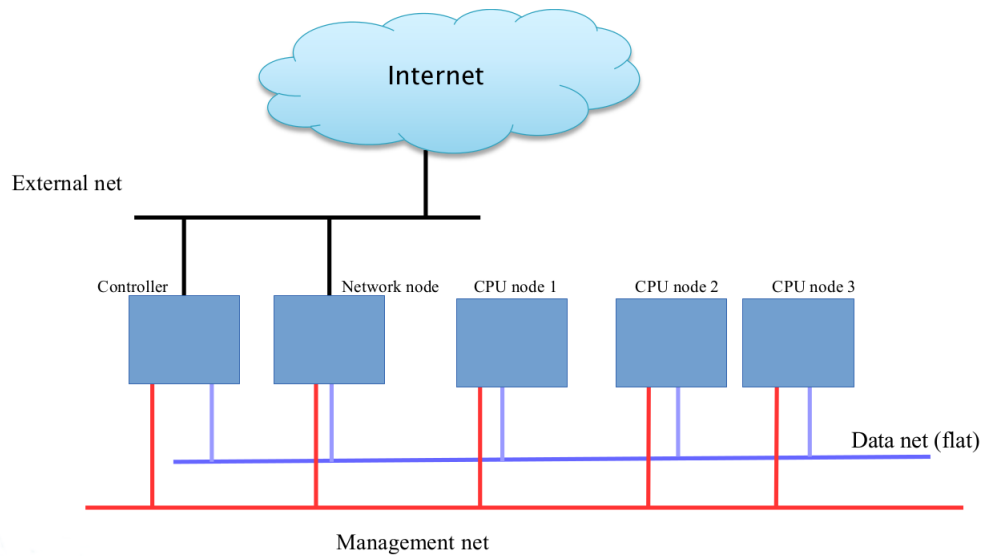 Internet
External net
Controller
Network node
CPU node 1
CPU node 2
CPU node 3
Data net (flat)
Management net